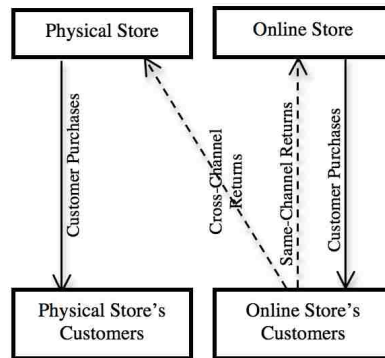 Physical Store
Online Store
Customer Purchases
Cross-Channel
Returns
Same-Channel Returns
Customer Purchases
Physical Store's
Customers
Online Store's
Customers